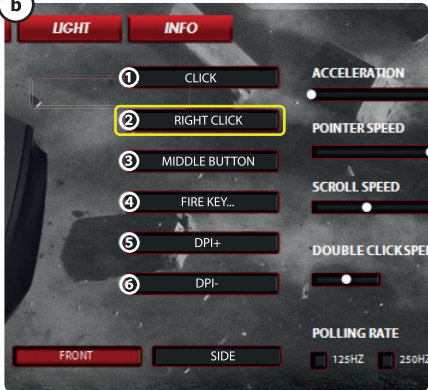 b
LIGHT
INFO
1 CLICK
2 RIGHT CLICK
3 MIDDLE BUTTON
4 FIRE KEY...
5 DPI+
6 DPI-
FRONT
SIDE
ACCELERATION
POINTER SPEED
SCROLL SPEED
DOUBLE CLICK SPE
POLLING RATE
125HZ
250HZ